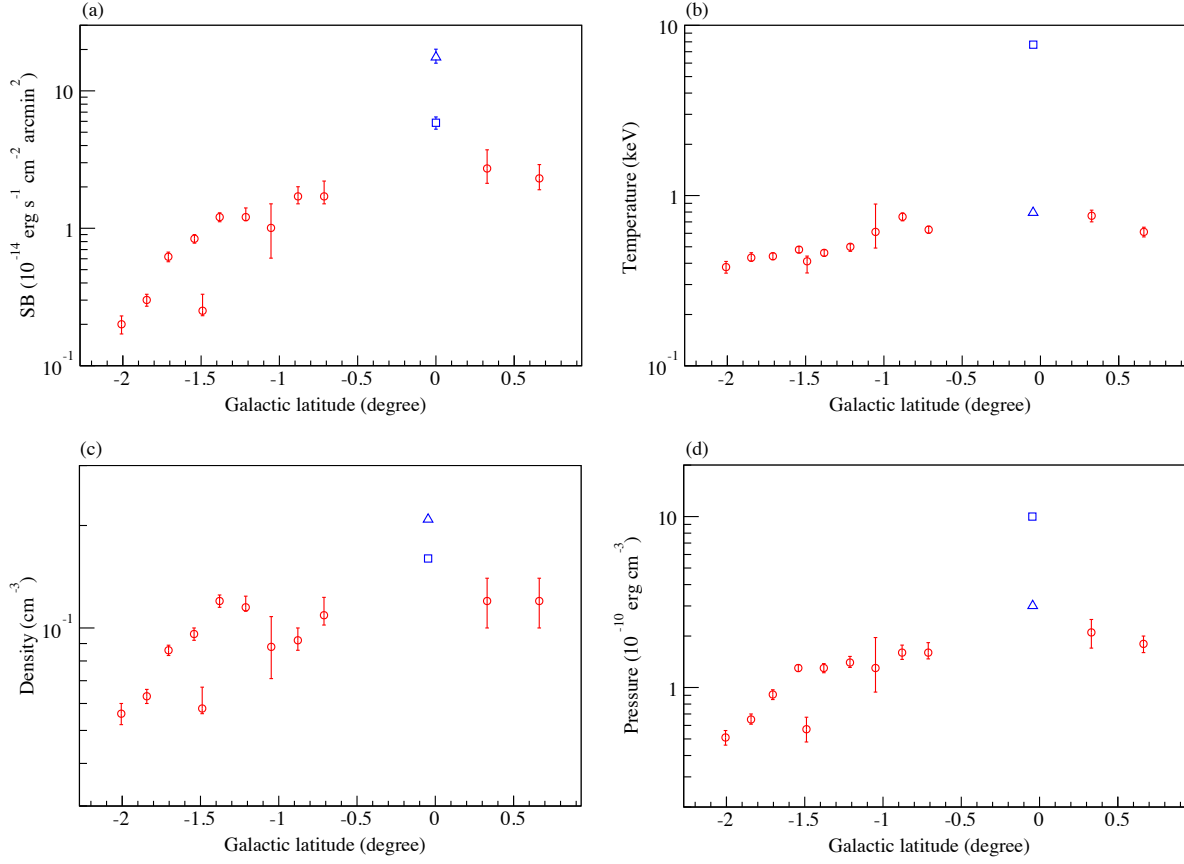 (a)
10
1
10⁻¹
-2 -1.5 -1 -0.5 0 0.5
Galactic latitude (degree)
SB (10⁻¹⁴ erg s⁻¹ cm⁻² arcmin²)
(b)
10
1
10⁻¹
-2 -1.5 -1 -0.5 0 0.5
Galactic latitude (degree)
Temperature (keV)
(c)
10⁻¹
-2 -1.5 -1 -0.5 0 0.5
Galactic latitude (degree)
Density (cm⁻³)
(d)
10
1
-2 -1.5 -1 -0.5 0 0.5
Galactic latitude (degree)
Pressure (10⁻¹⁰ erg cm⁻³)